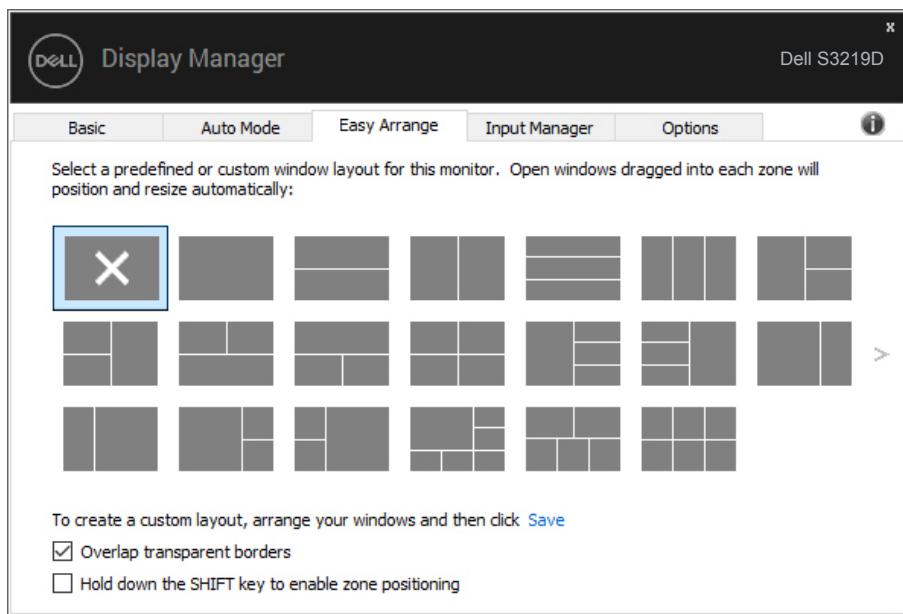 x
DELL Display Manager
Dell S3219D
Basic Auto Mode Easy Arrange Input Manager Options i
Select a predefined or custom window layout for this monitor. Open windows dragged into each zone will
position and resize automatically:
>
To create a custom layout, arrange your windows and then click Save
Overlap transparent borders
Hold down the SHIFT key to enable zone positioning